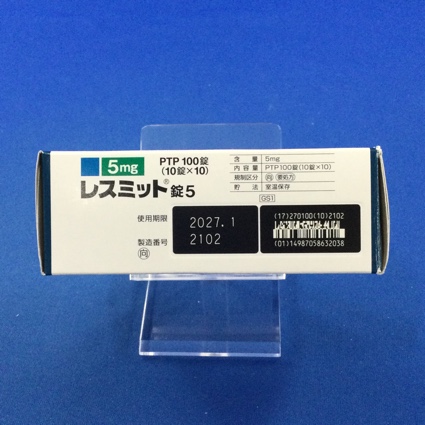 5mg
PTP 100錠
(10錠×10)
レスミット®錠5
含 量 5mg
内 容 量 PTP100錠(10錠×10)
規制区分 向 要処方
貯 法 室温保存
GS1
使用期限 2027.1
製造番号 2102
向
(17)270100(10)2102
(01)14987058632038